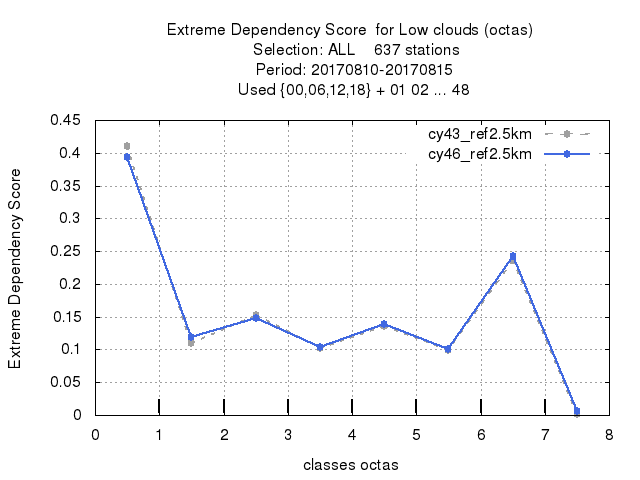 Extreme Dependency Score  for Low clouds (octas)
Selection: ALL    637 stations
Period: 20170810-20170815
Used {00,06,12,18} + 01 02 ... 48
cy43_ref2.5km
cy46_ref2.5km
Extreme Dependency Score
0.45
0.4
0.35
0.3
0.25
0.2
0.15
0.1
0.05
0
0 1 2 3 4 5 6 7 8
classes octas